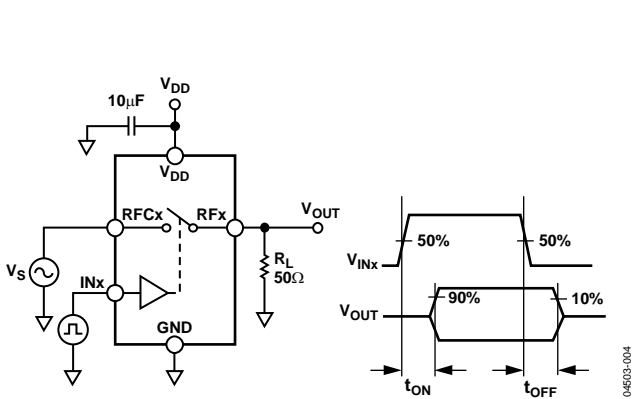 VDD
10μF
VDD
RFCx
RFx
VOUT
VS
INx
RL
50Ω
GND
VINx
50%
50%
VOUT
90%
10%
tON
tOFF
04503-004